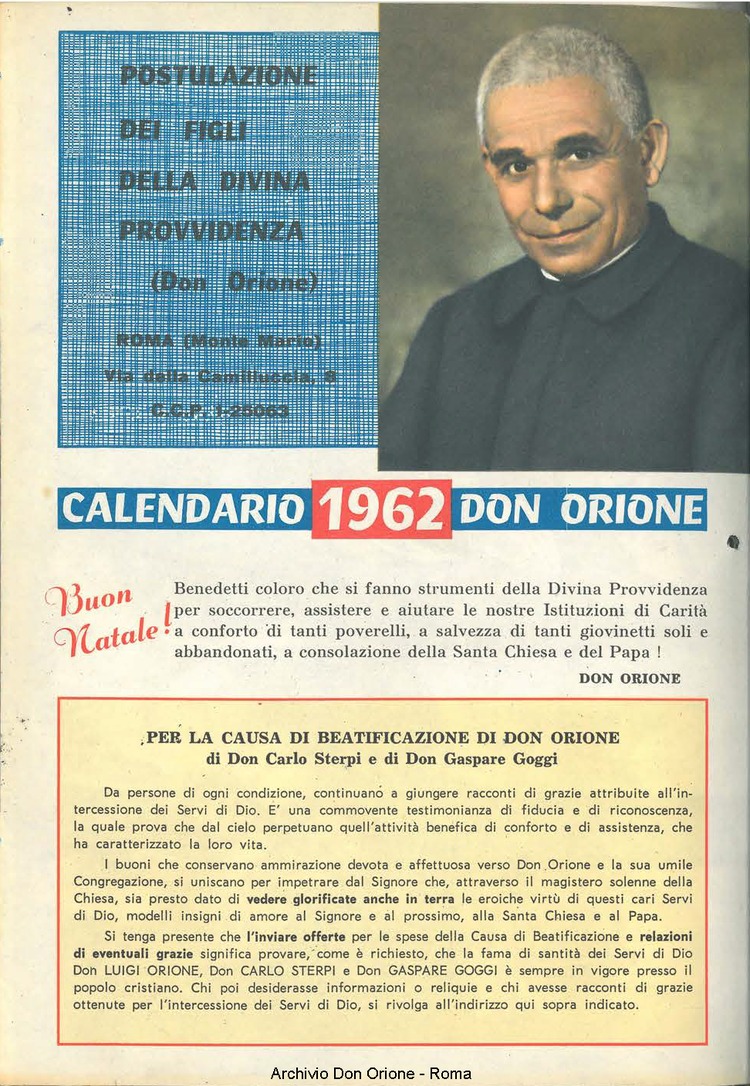 POSTULAZIONE
DEI FIGLI
DELLA DIVINA
PROVVIDENZA
(Don Orione)
ROMA (Monte Mario)
Via della Camilluccia, 8
C.C.P. 1-25063
CALENDARIO 1962 DON ORIONE
Buon
Natale!
Benedetti coloro che si fanno strumenti della Divina Provvidenza
per soccorrere, assistere e aiutare le nostre Istituzioni di Carità
a conforto di tanti poverelli, a salvezza di tanti giovinetti soli e
abbandonati, a consolazione della Santa Chiesa e del Papa !
DON ORIONE
PER LA CAUSA DI BEATIFICAZIONE DI DON ORIONE
di Don Carlo Sterpi e di Don Gaspare Goggi
Da persone di ogni condizione, continuano a giungere racconti di grazie attribuite all'in-
tercessione dei Servi di Dio. E' una commovente testimonianza di fiducia e di riconoscenza,
la quale prova che dal cielo perpetuano quell'attività benefica di conforto e di assistenza, che
ha caratterizzato la loro vita.
I buoni che conservano ammirazione devota e affettuosa verso Don Orione e la sua umile
Congregazione, si uniscano per impetrare dal Signore che, attraverso il magistero solenne della
Chiesa, sia presto dato di vedere glorificate anche in terra le eroiche virtù di questi cari Servi
di Dio, modelli insigni di amore al Signore e al prossimo, alla Santa Chiesa e al Papa.
Si tenga presente che l'inviare offerte per le spese della Causa di Beatificazione e relazioni
di eventuali grazie significa provare, come è richiesto, che la fama di santità dei Servi di Dio
Don LUIGI ORIONE, Don CARLO STERPI e Don GASPARE GOGGI è sempre in vigore presso il
popolo cristiano. Chi poi desiderasse informazioni o reliquie e chi avesse racconti di grazie
ottenute per l'intercessione dei Servi di Dio, si rivolga all'indirizzo qui sopra indicato.
Archivio Don Orione - Roma